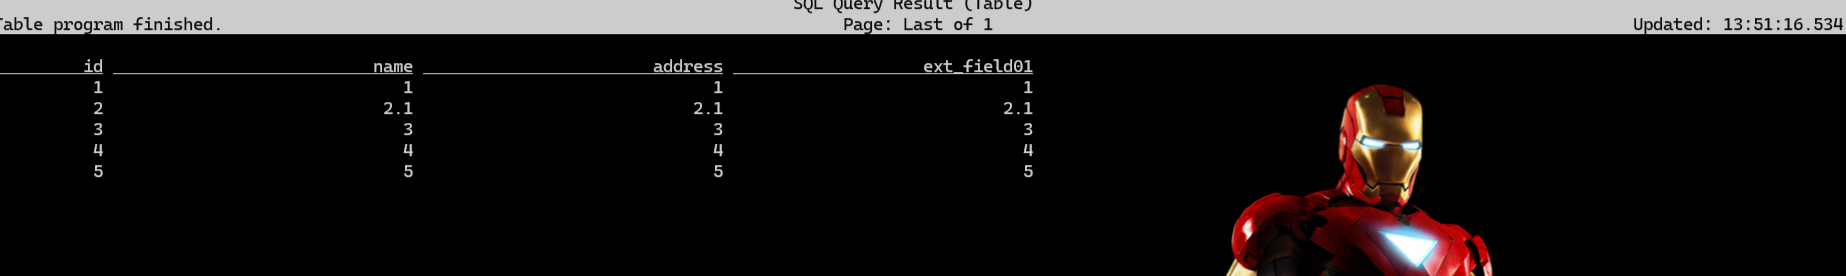 SQL Query Result (Table)
Table program finished. Page: Last of 1 Updated: 13:51:16.534
id name address ext_field01
1 1 1 1
2 2.1 2.1 2.1
3 3 3 3
4 4 4 4
5 5 5 5